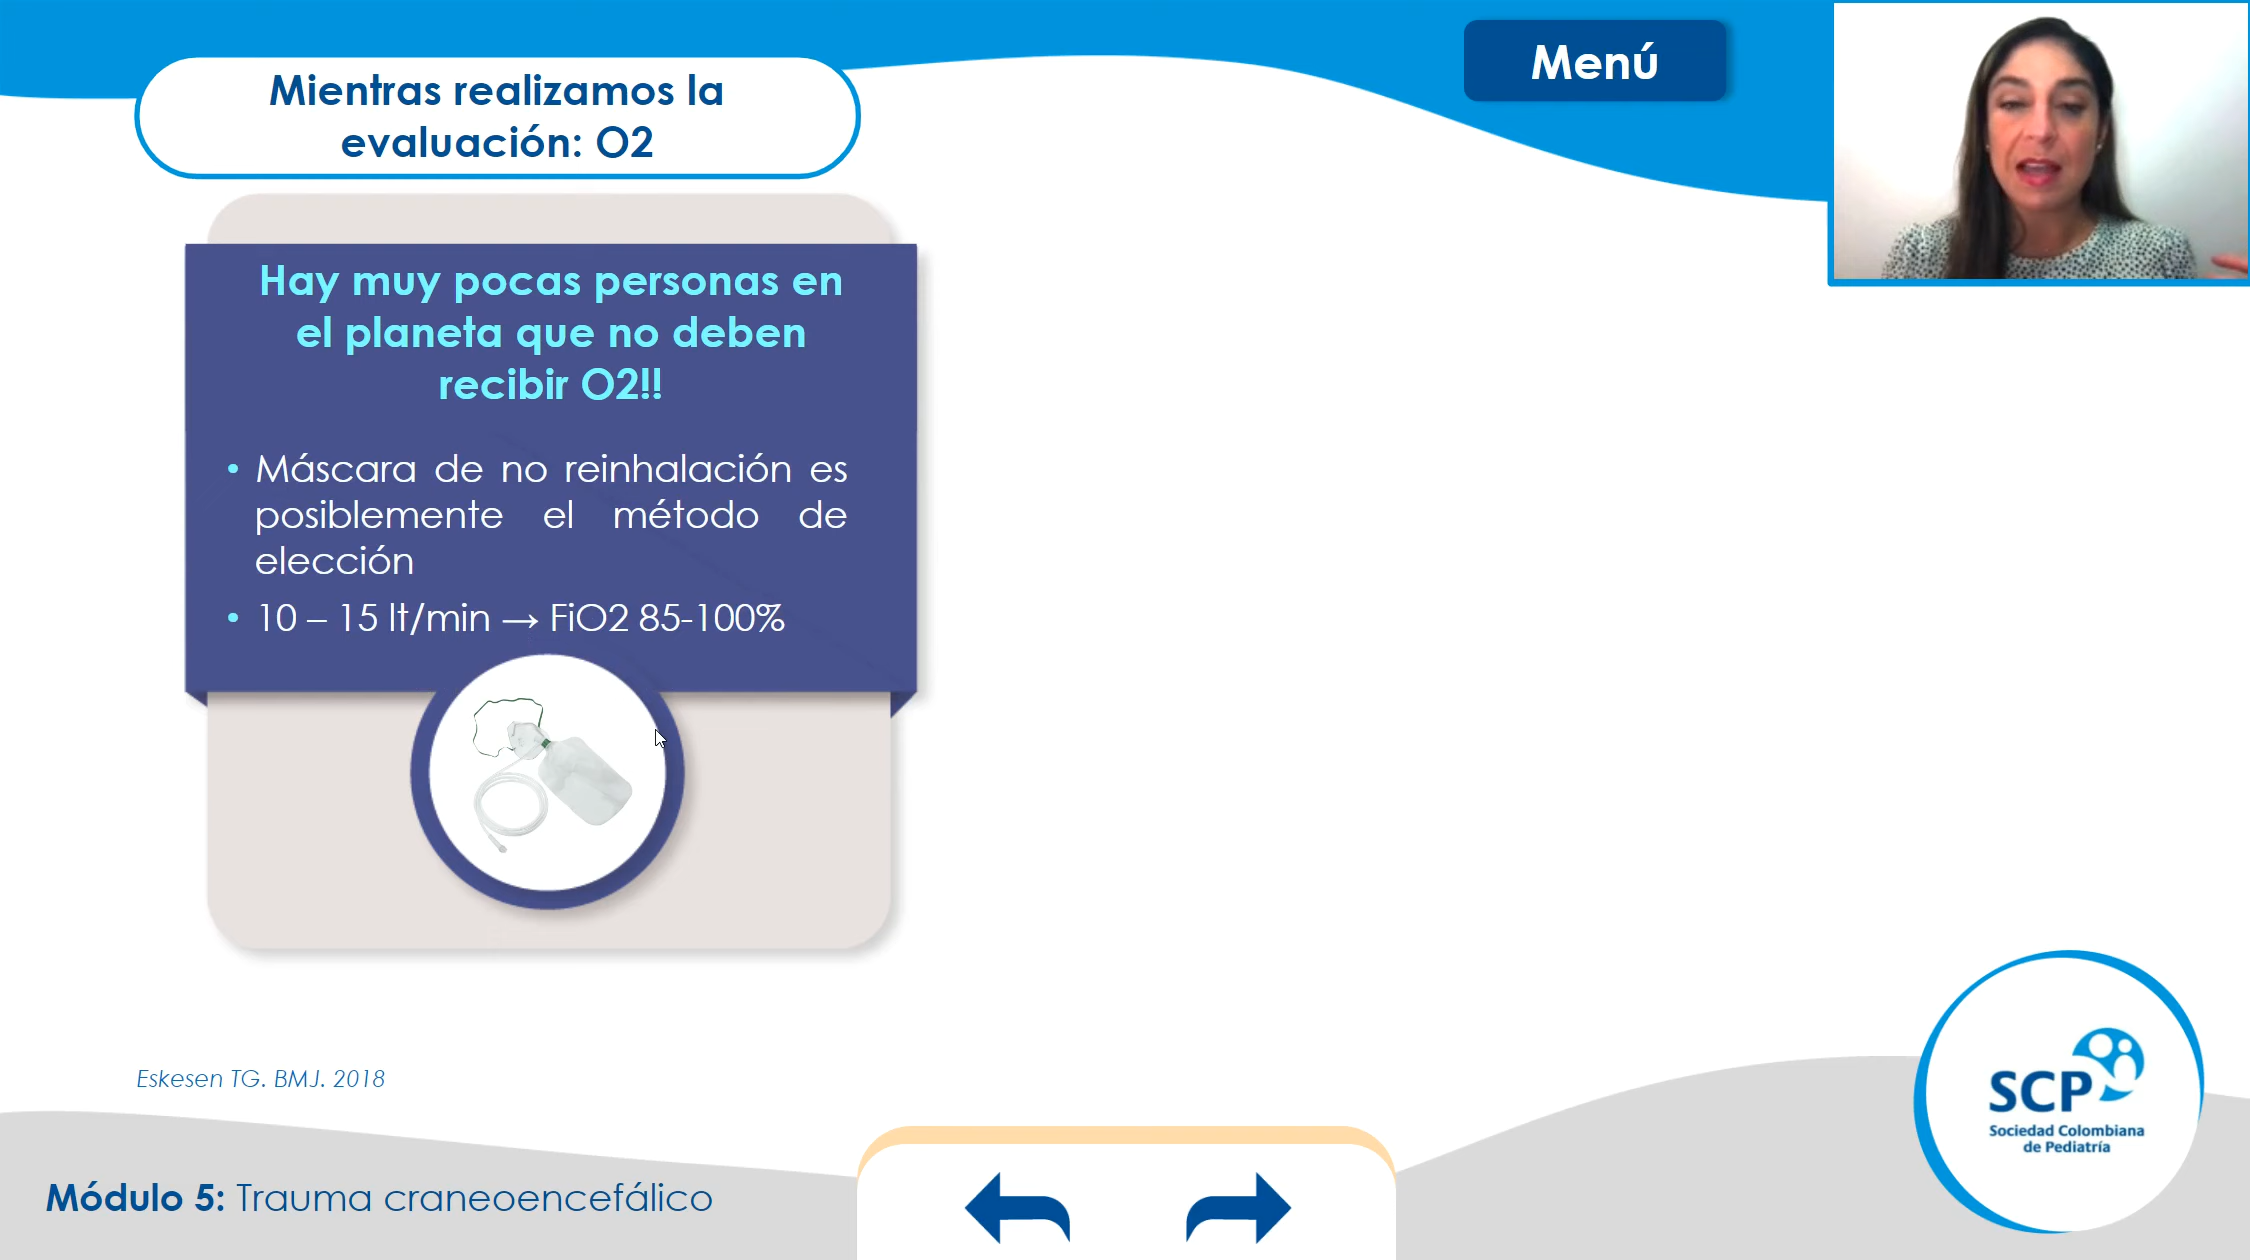 Menú
Mientras realizamos la
evaluación: O2
Hay muy pocas personas en
el planeta que no deben
recibir O2!!
• Máscara de no reinhalación es
posiblemente el método de
elección
• 10 – 15 lt/min → FiO2 85-100%
Eskesen TG. BMJ. 2018
SCP
Sociedad Colombiana
de Pediatría
Módulo 5: Trauma craneoencefálico